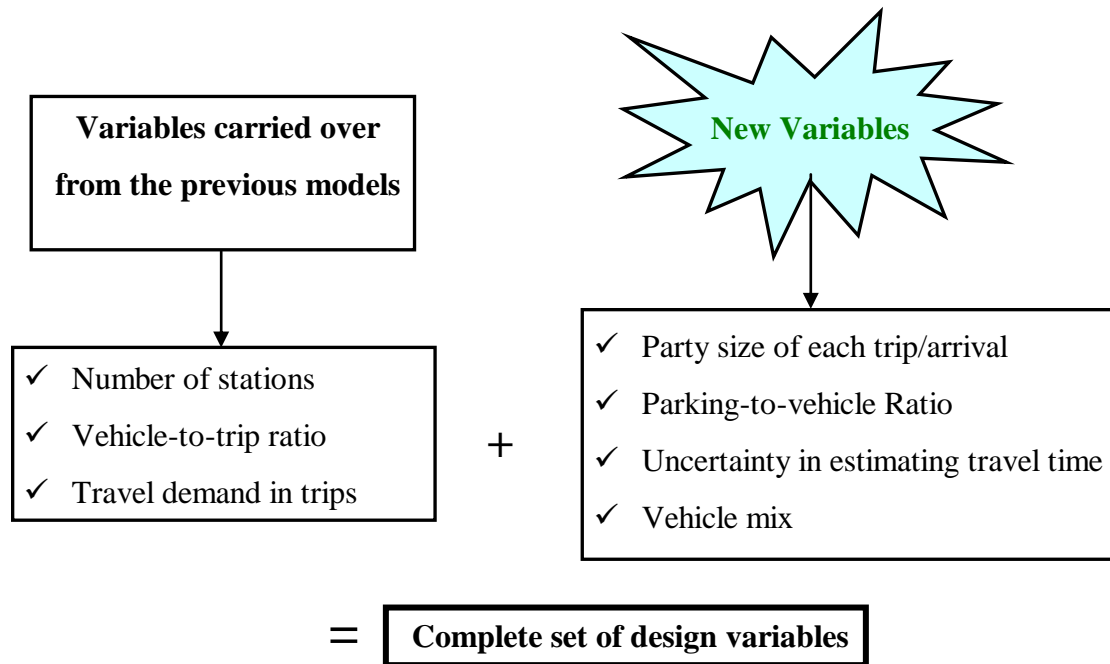 Variables carried over
from the previous models
New Variables
✓ Number of stations
✓ Vehicle-to-trip ratio
✓ Travel demand in trips
+
✓ Party size of each trip/arrival
✓ Parking-to-vehicle Ratio
✓ Uncertainty in estimating travel time
✓ Vehicle mix
= Complete set of design variables